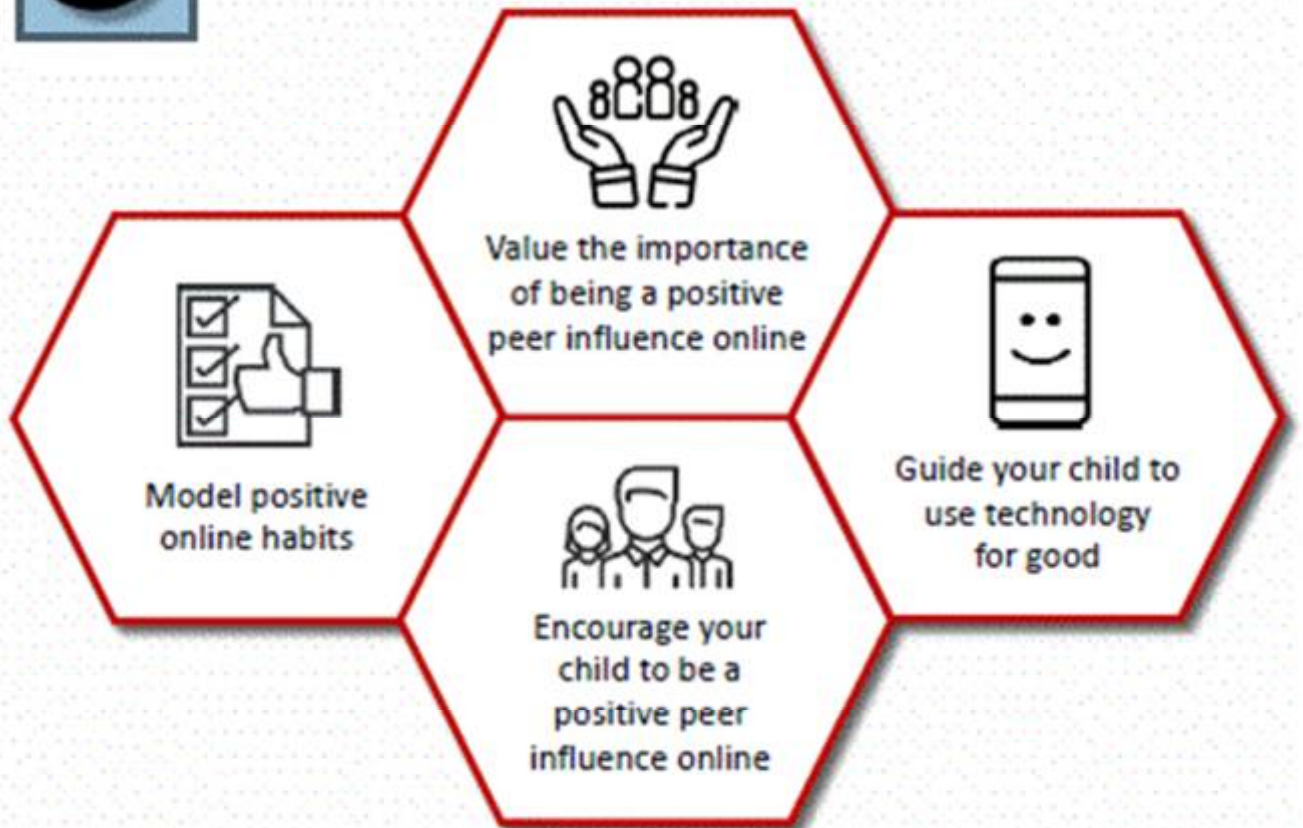 Value the importance
of being a positive
peer influence online
Model positive
online habits
Guide your child to
use technology
for good
Encourage your
child to be a
positive peer
influence online